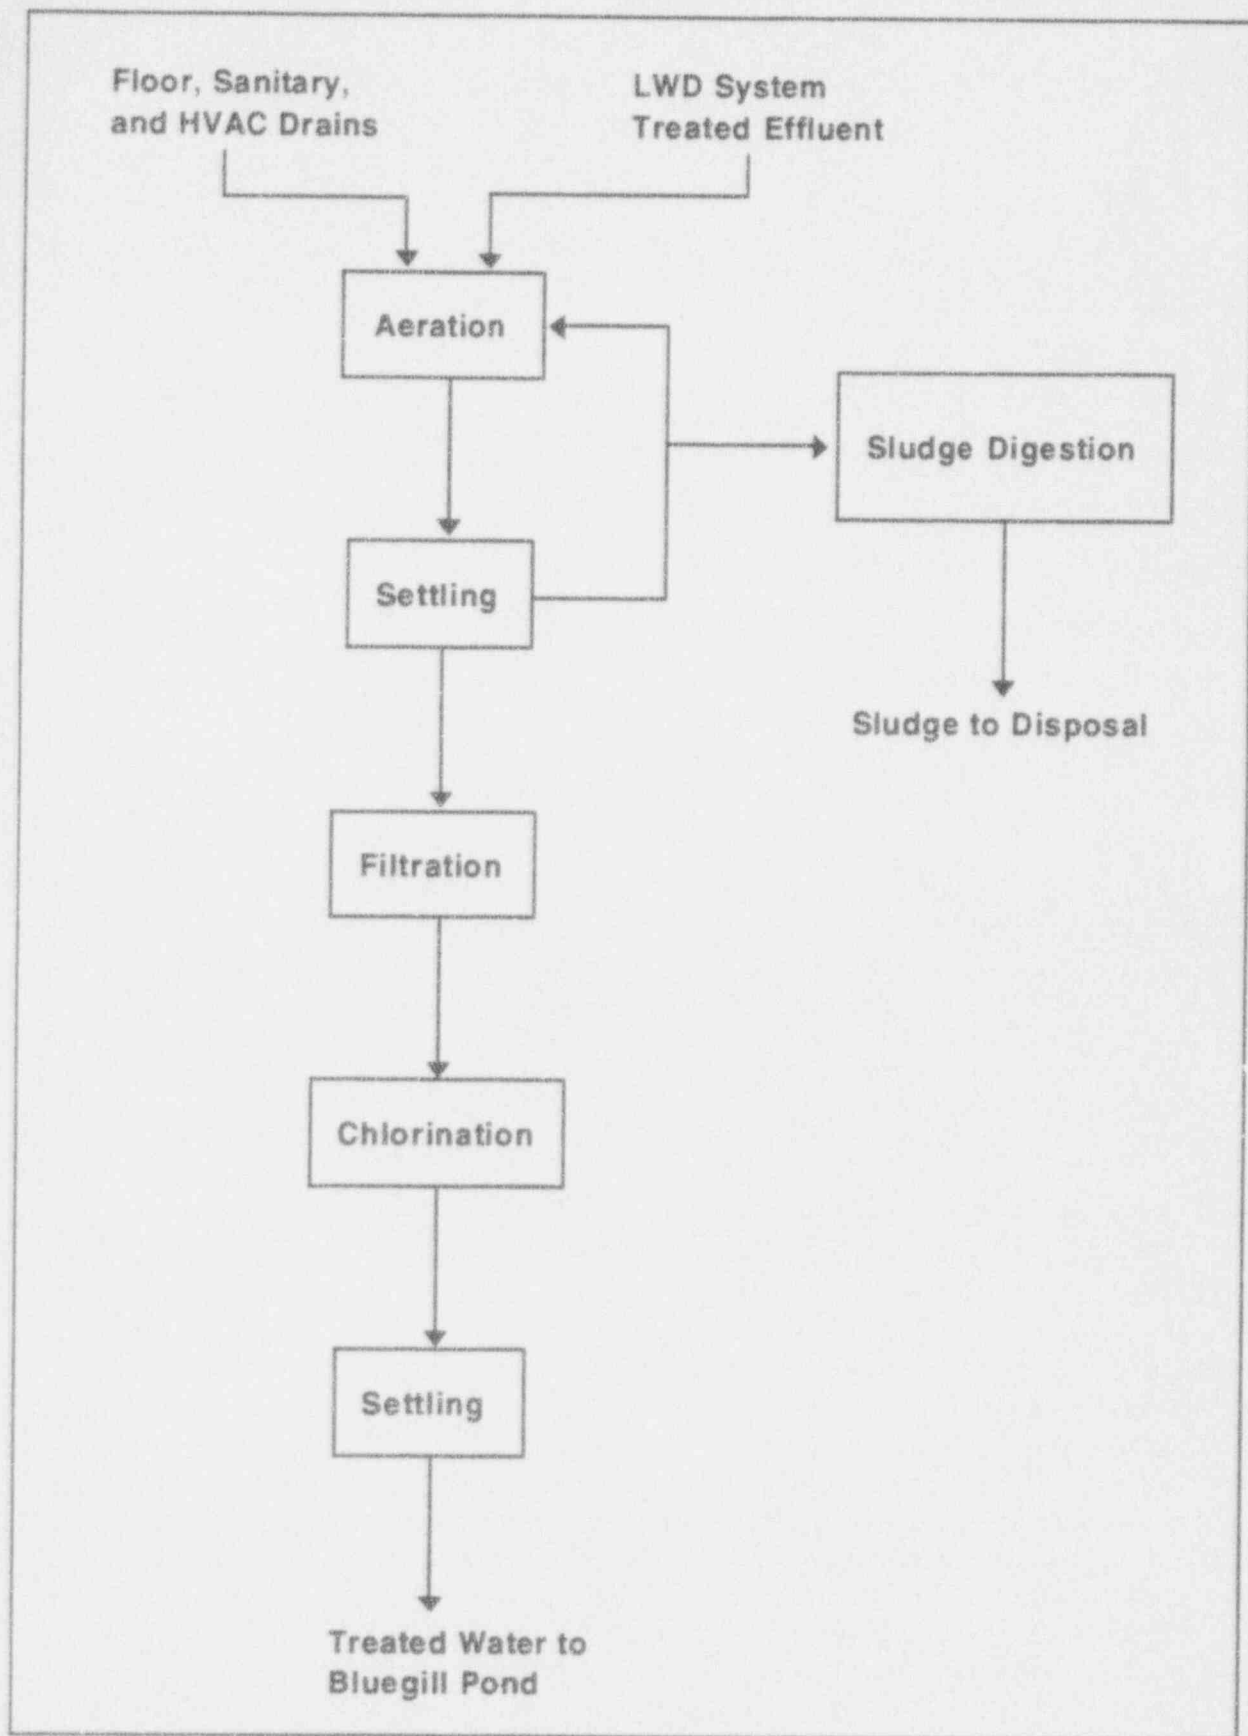 Floor, Sanitary,
and HVAC Drains
LWD System
Treated Effluent
Aeration
Sludge Digestion
Settling
Sludge to Disposal
Filtration
Chlorination
Settling
Treated Water to
Bluegill Pond